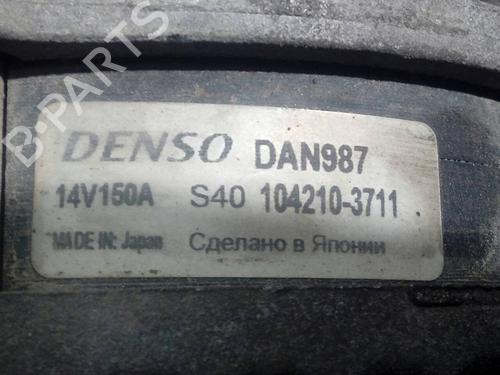 DENSO DAN987
14V150A S40 104210-3711
MADE IN: Japan Сделано в Японии
B-PARTS